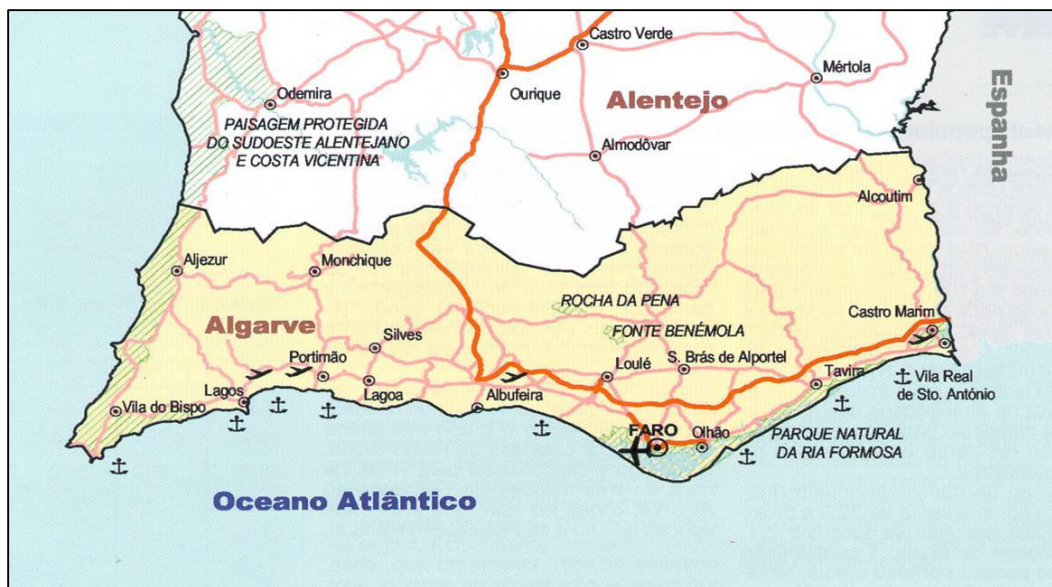 Castro Verde
Mértola
Ourique
Odemira
Alentejo
Espanha
PAISAGEM PROTEGIDA
DO SUDOESTE ALENTEJANO
E COSTA VICENTINA
Almodôvar
Alcoutim
Aljezur
Monchique
ROCHA DA PENA
Castro Marim
Algarve
FONTE BENÉMOLA
Silves
Portimão
Loulé
S. Brás de Alportel
Tavira
Lagos
Lagoa
Albufeira
Vila Real
de Sto. António
Vila do Bispo
FARO
Olhão
PARQUE NATURAL
DA RIA FORMOSA
Oceano Atlântico